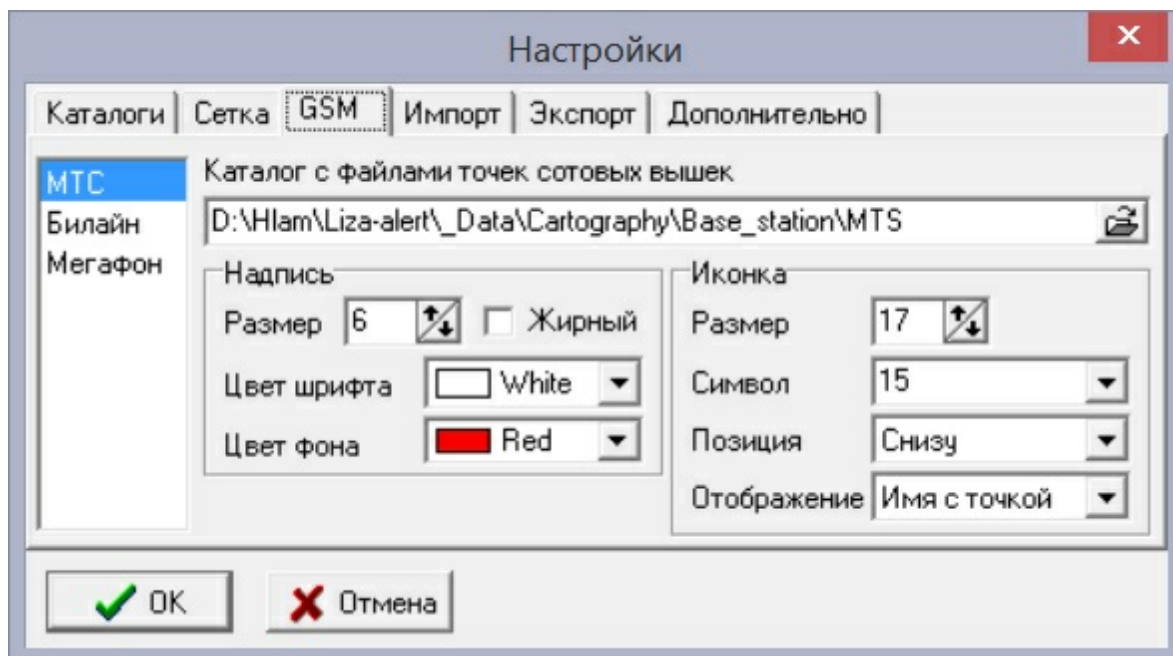 Настройки
Каталоги Сетка GSM Импорт Экспорт Дополнительно
МТС
Билайн
Мегафон
Каталог с файлами точек сотовых вышек
D:\Hlam\Liza-alert\_Data\Cartography\Base_station\MTS
Надпись
Размер 6 Жирный
Цвет шрифта White
Цвет фона Red
Иконка
Размер 17
Символ 15
Позиция Снизу
Отображение Имя с точкой
OK Отмена